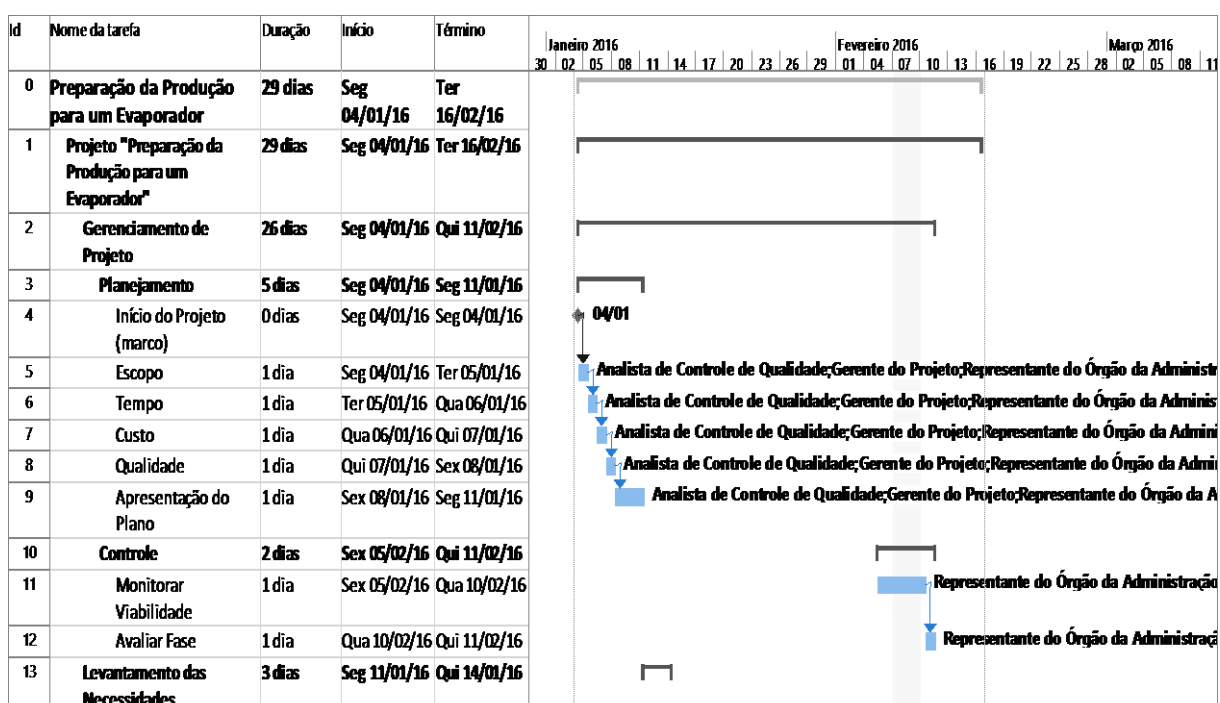 Id Nome da tarefa Duração Início Término
Janeiro 2016 Fevereiro 2016 Março 2016
30 02 05 08 11 14 17 20 23 26 29 01 04 07 10 13 16 19 22 25 28 02 05 08 11
0 Preparação da Produção 29 dias Seg Ter
para um Evaporador 04/01/16 16/02/16
1 Projeto "Preparação da 29 dias Seg 04/01/16 Ter 16/02/16
Produção para um
Evaporador"
2 Gerenciamento de 26 dias Seg 04/01/16 Qui 11/02/16
Projeto
3 Planejamento 5 dias Seg 04/01/16 Seg 11/01/16
4 Início do Projeto 0 dias Seg 04/01/16 Seg 04/01/16 04/01
(marco)
5 Escopo 1 dia Seg 04/01/16 Ter 05/01/16 Analista de Controle de Qualidade;Gerente do Projeto;Representante do Órgão da Administr
6 Tempo 1 dia Ter 05/01/16 Qua 06/01/16 Analista de Controle de Qualidade;Gerente do Projeto;Representante do Órgão da Adminis
7 Custo 1 dia Qua 06/01/16 Qui 07/01/16 Analista de Controle de Qualidade;Gerente do Projeto;Representante do Órgão da Admini
8 Qualidade 1 dia Qui 07/01/16 Sex 08/01/16 Analista de Controle de Qualidade;Gerente do Projeto;Representante do Órgão da Admi
9 Apresentação do 1 dia Sex 08/01/16 Seg 11/01/16 Analista de Controle de Qualidade;Gerente do Projeto;Representante do Órgão da A
Plano
10 Controle 2 dias Sex 05/02/16 Qui 11/02/16
11 Monitorar 1 dia Sex 05/02/16 Qua 10/02/16 Representante do Órgão da Administração
Viabilidade
12 Avaliar Fase 1 dia Qua 10/02/16 Qui 11/02/16 Representante do Órgão da Administraçã
13 Levantamento das 3 dias Seg 11/01/16 Qui 14/01/16
Necessidades